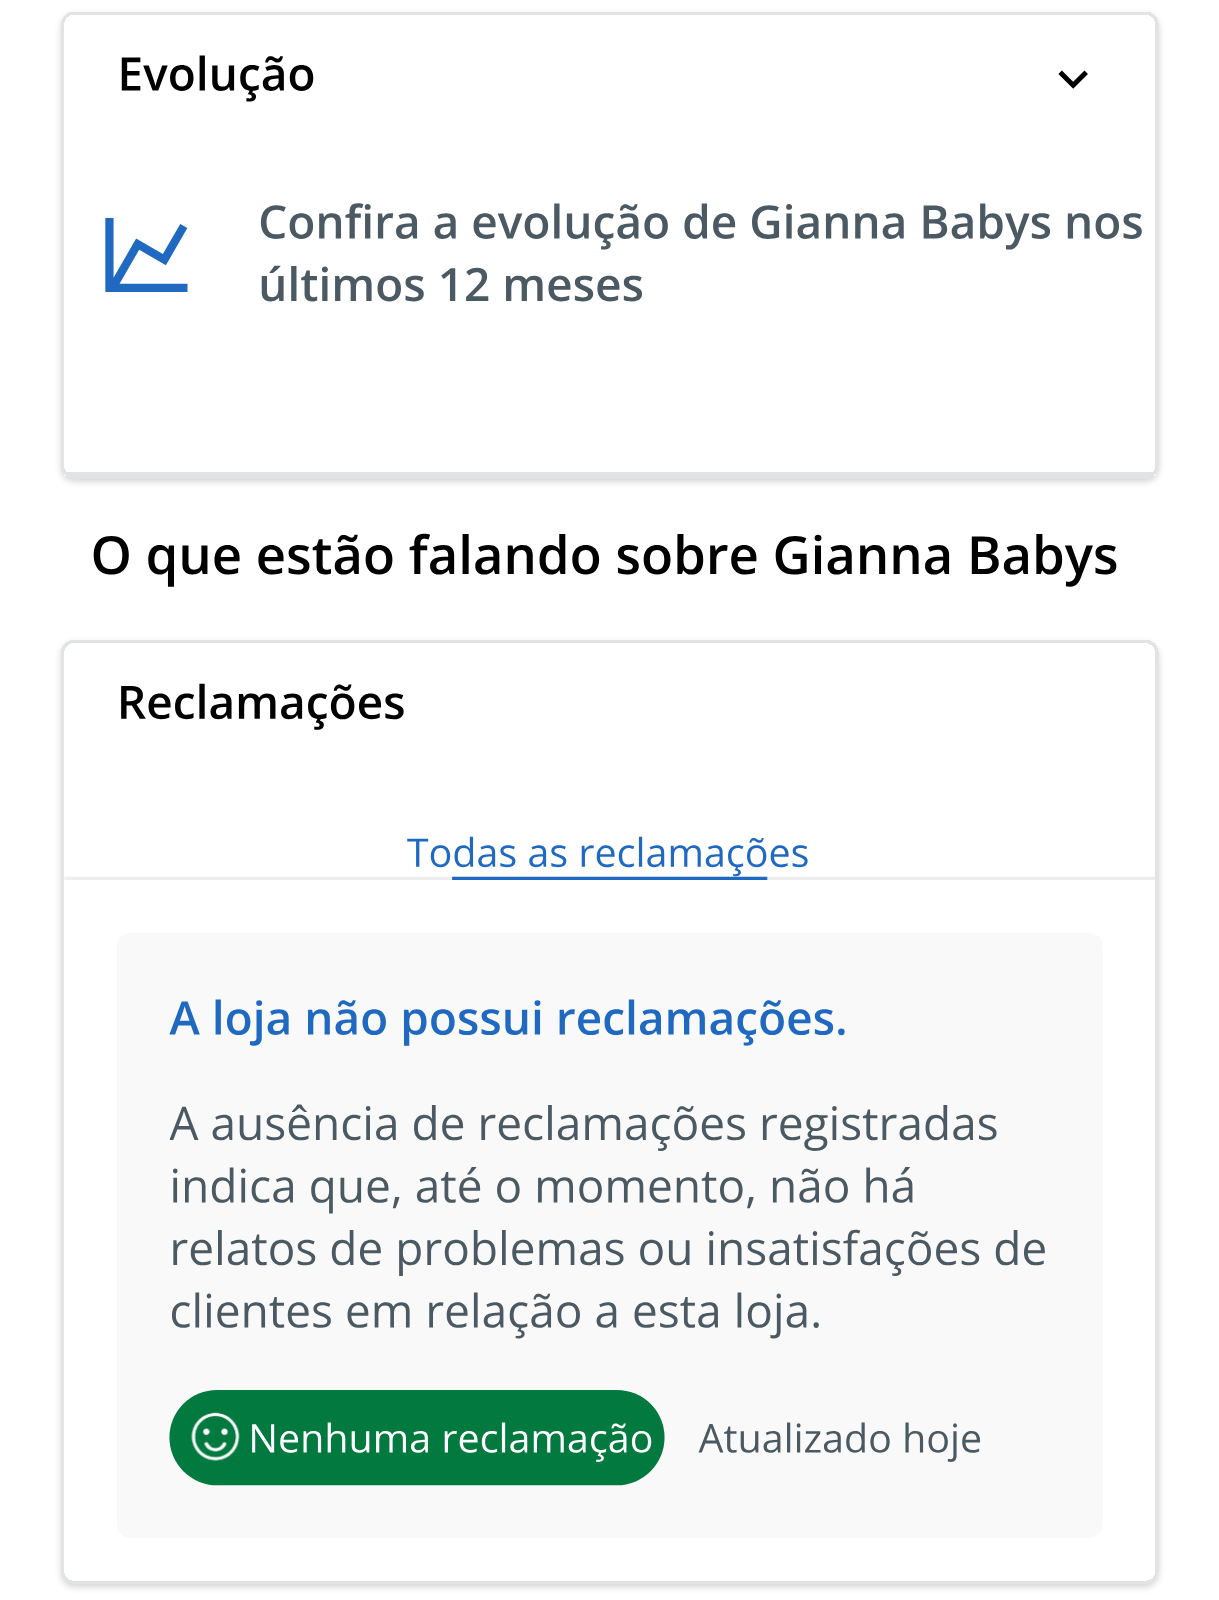 Evolução
Confira a evolução de Gianna Babys nos
últimos 12 meses
O que estão falando sobre Gianna Babys
Reclamações
Todas as reclamações
A loja não possui reclamações.
A ausência de reclamações registradas
indica que, até o momento, não há
relatos de problemas ou insatisfações de
clientes em relação a esta loja.
Nenhuma reclamação Atualizado hoje